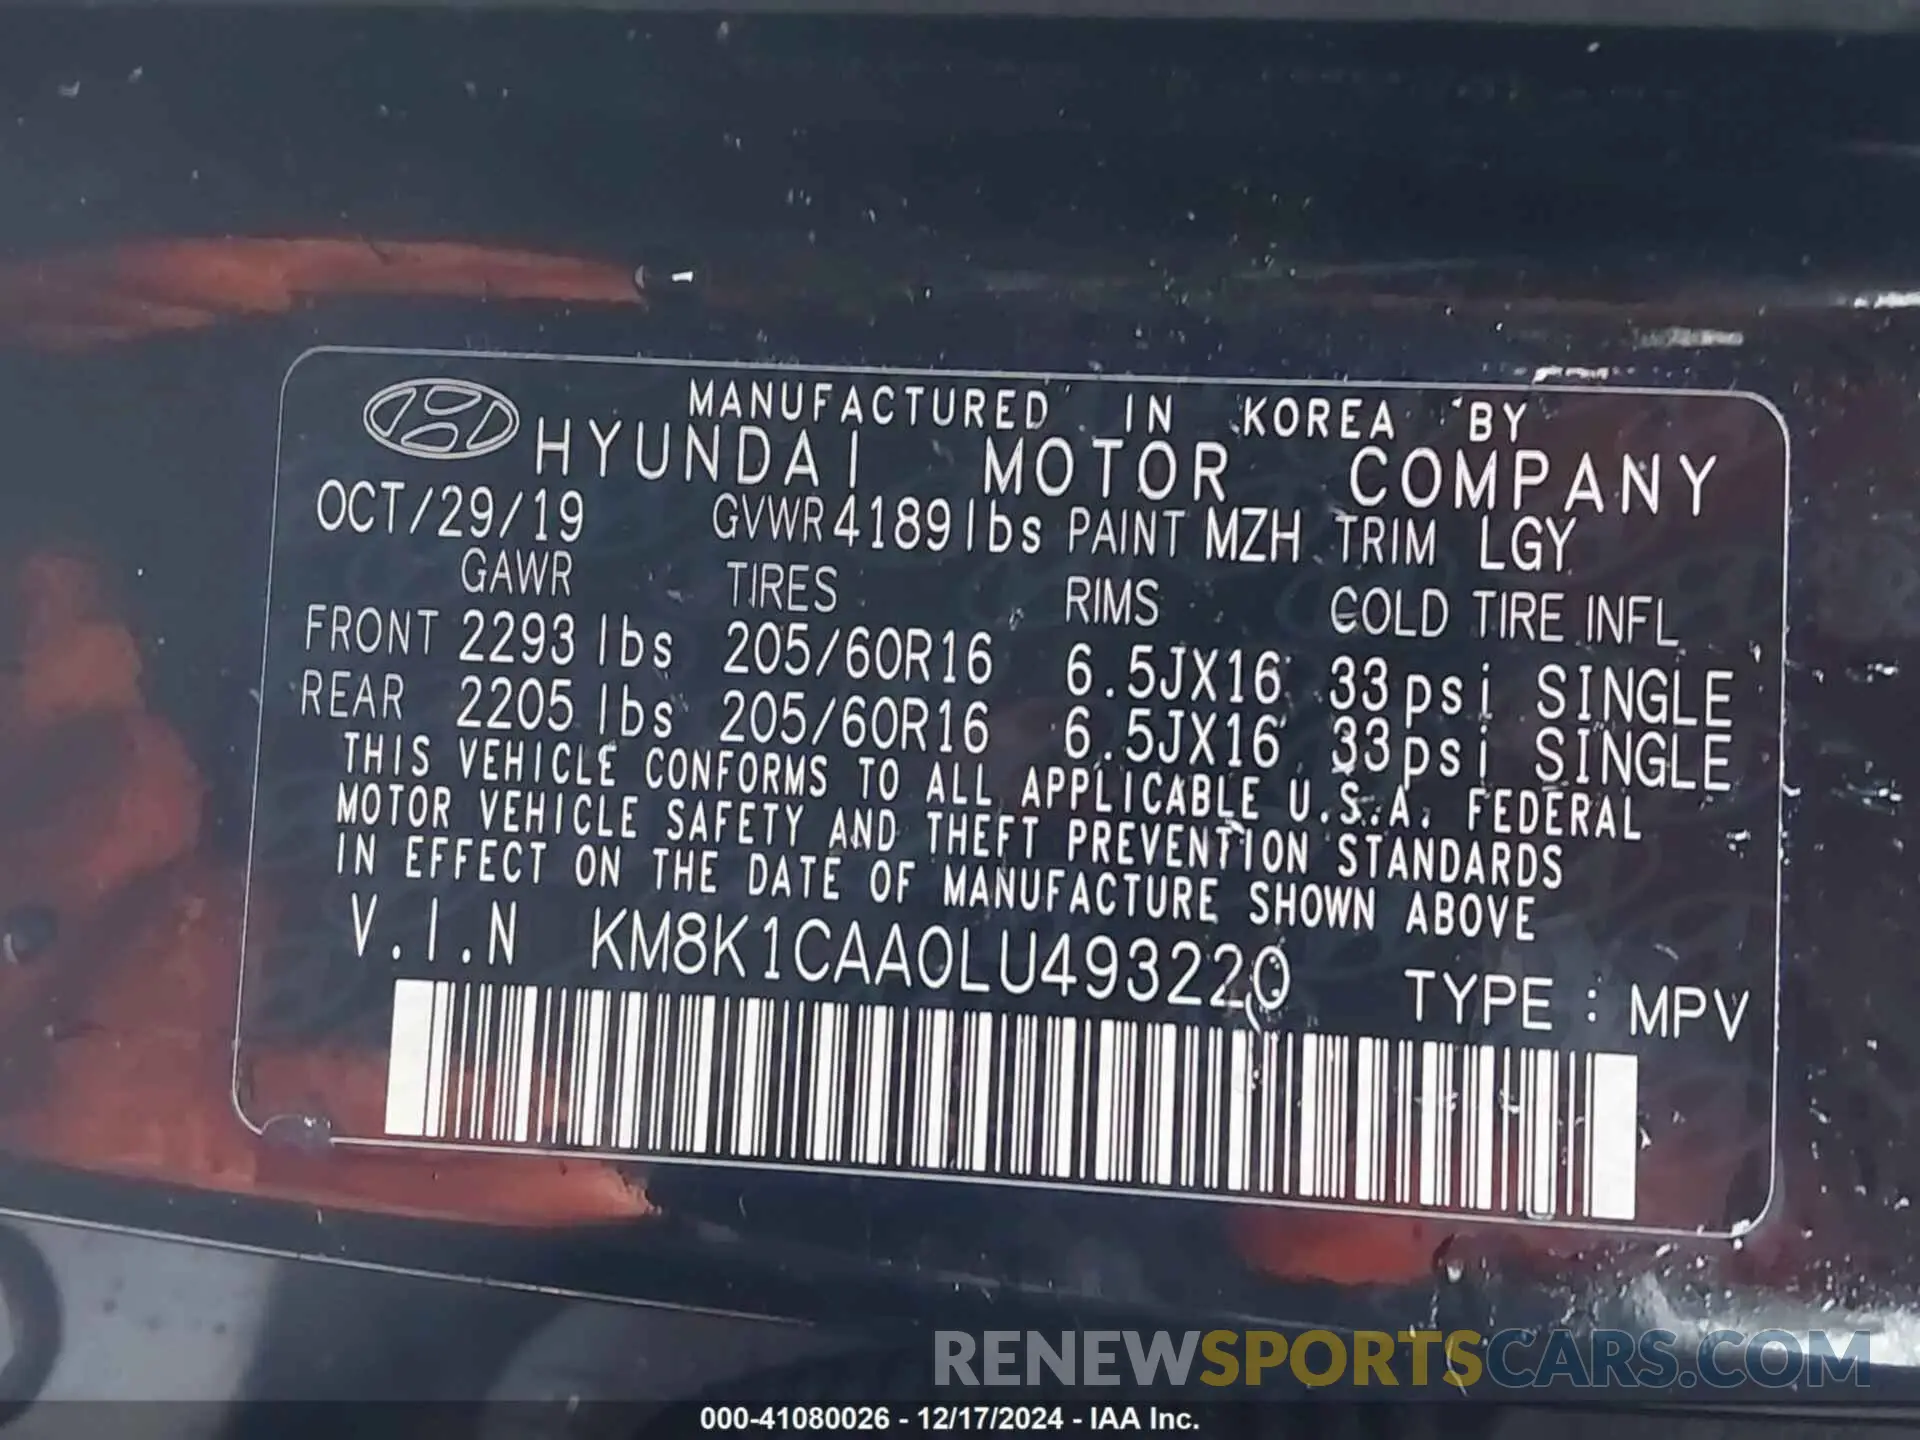 MANUFACTURED IN KOREA BY
HYUNDAI MOTOR COMPANY
OCT/29/19 GVWR 4189lbs PAINT MZH TRIM LGY
GAWR TIRES RIMS COLD TIRE INFL
FRONT 2293 lbs 205/60R16 6.5JX16 33psi SINGLE
REAR 2205 lbs 205/60R16 6.5JX16 33psi SINGLE
THIS VEHICLE CONFORMS TO ALL APPLICABLE U.S.A. FEDERAL
MOTOR VEHICLE SAFETY AND THEFT PREVENTION STANDARDS
IN EFFECT ON THE DATE OF MANUFACTURE SHOWN ABOVE
V.I.N KM8K1CAA0LU493220 TYPE : MPV
RENEWSPORTSCARS.COM
000-41080026 - 12/17/2024 - IAA Inc.